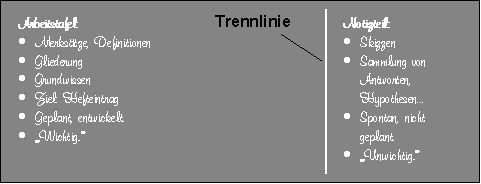 Arbeitstafel:
• Merksätze, Definitionen
• Gliederung
• Grundwissen
• Ziel: Hefteintrag
• Geplant, entwickelt
• „Wichtig.“
Trennlinie
Notizteil:
• Skizzen
• Sammlung von
Antworten,
Hypothesen...
• Spontan, nicht
geplant
• „Unwichtig.“